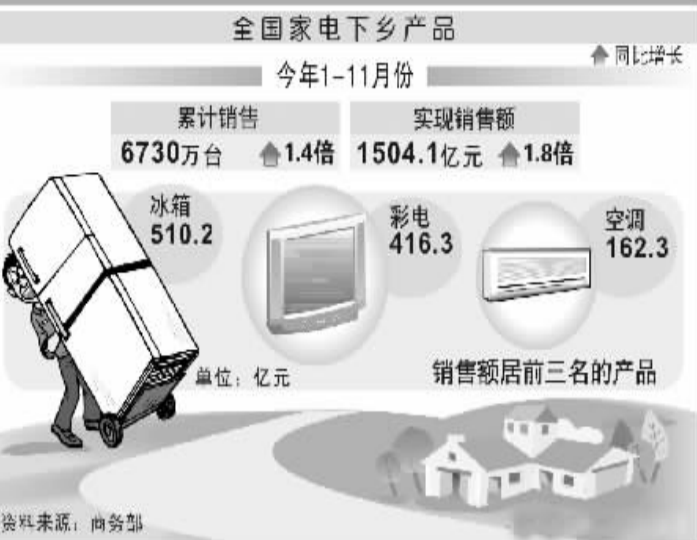 全国家电下乡产品
同比增长
今年1-11月份
累计销售
6730万台 1.4倍
实现销售额
1504.1亿元 1.8倍
冰箱
510.2
彩电
416.3
空调
162.3
单位：亿元
销售额居前三名的产品
资料来源：商务部